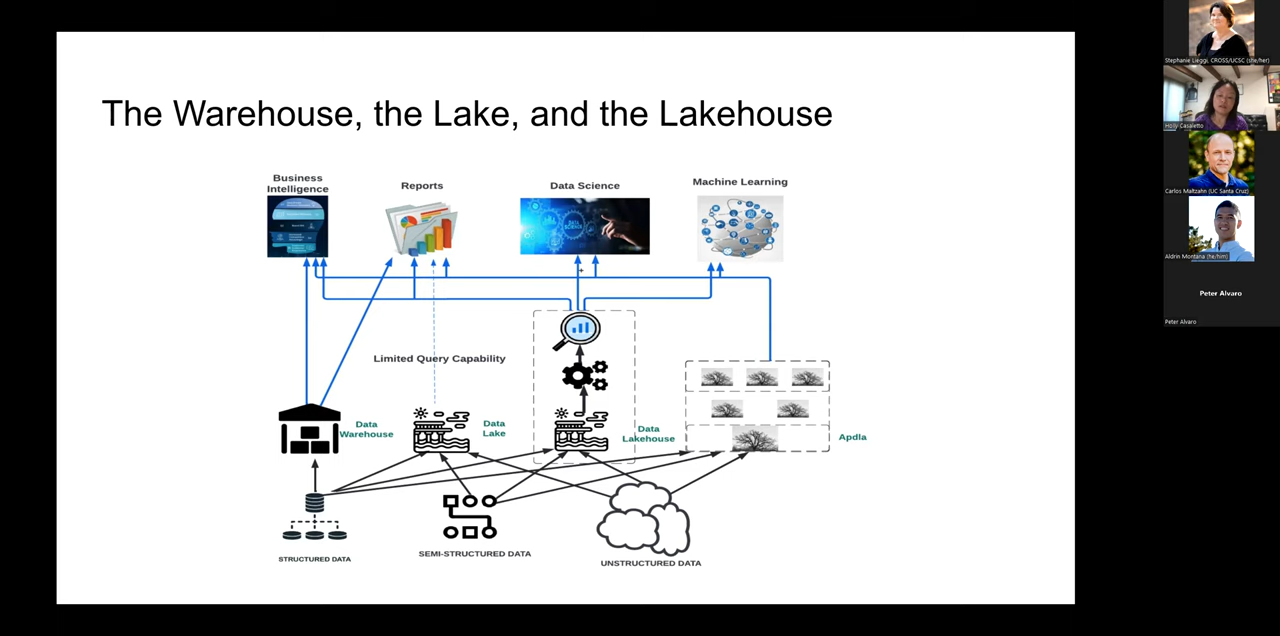 The Warehouse, the Lake, and the Lakehouse
Business
Intelligence
Reports
Data Science
Machine Learning
Limited Query Capability
Data
Warehouse
Data
Lake
Data
Lakehouse
Apdla
STRUCTURED DATA
SEMI-STRUCTURED DATA
UNSTRUCTURED DATA
Stephanie Lieggi, CROSS/UCSC (she/her)
Holly Casaletto
Carlos Maltzahn (UC Santa Cruz)
Aldrin Montana (he/him)
Peter Alvaro
Peter Alvaro